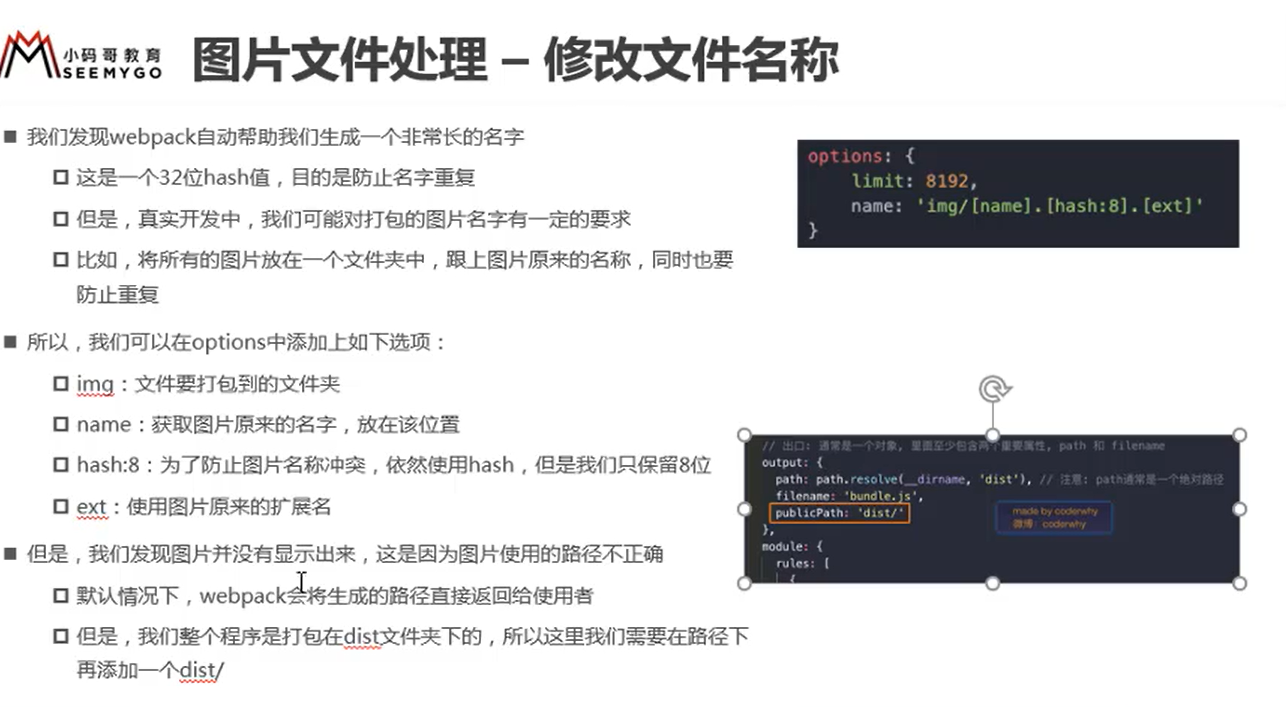 小码哥教育
SEEMYGO
图片文件处理 – 修改文件名称
我们发现webpack自动帮助我们生成一个非常长的名字
这是一个32位hash值，目的是防止名字重复
但是，真实开发中，我们可能对打包的图片名字有一定的要求
比如，将所有的图片放在一个文件夹中，跟上图片原来的名称，同时也要
防止重复
所以，我们可以在options中添加上如下选项：
img：文件要打包到的文件夹
name：获取图片原来的名字，放在该位置
hash:8：为了防止图片名称冲突，依然使用hash，但是我们只保留8位
ext：使用图片原来的扩展名
但是，我们发现图片并没有显示出来，这是因为图片使用的路径不正确
默认情况下，webpack会将生成的路径直接返回给使用者
但是，我们整个程序是打包在dist文件夹下的，所以这里我们需要在路径下
再添加一个dist/
options: {
limit: 8192,
name: 'img/[name].[hash:8].[ext]'
}
// 出口: 通常是一个对象, 里面至少包含两个重要属性, path 和 filename
output: {
path: path.resolve(__dirname, 'dist'), // 注意: path通常是一个绝对路径
filename: 'bundle.js',
publicPath: 'dist/'
},
module: {
rules: [
{
made by coderwhy
微博：coderwhy